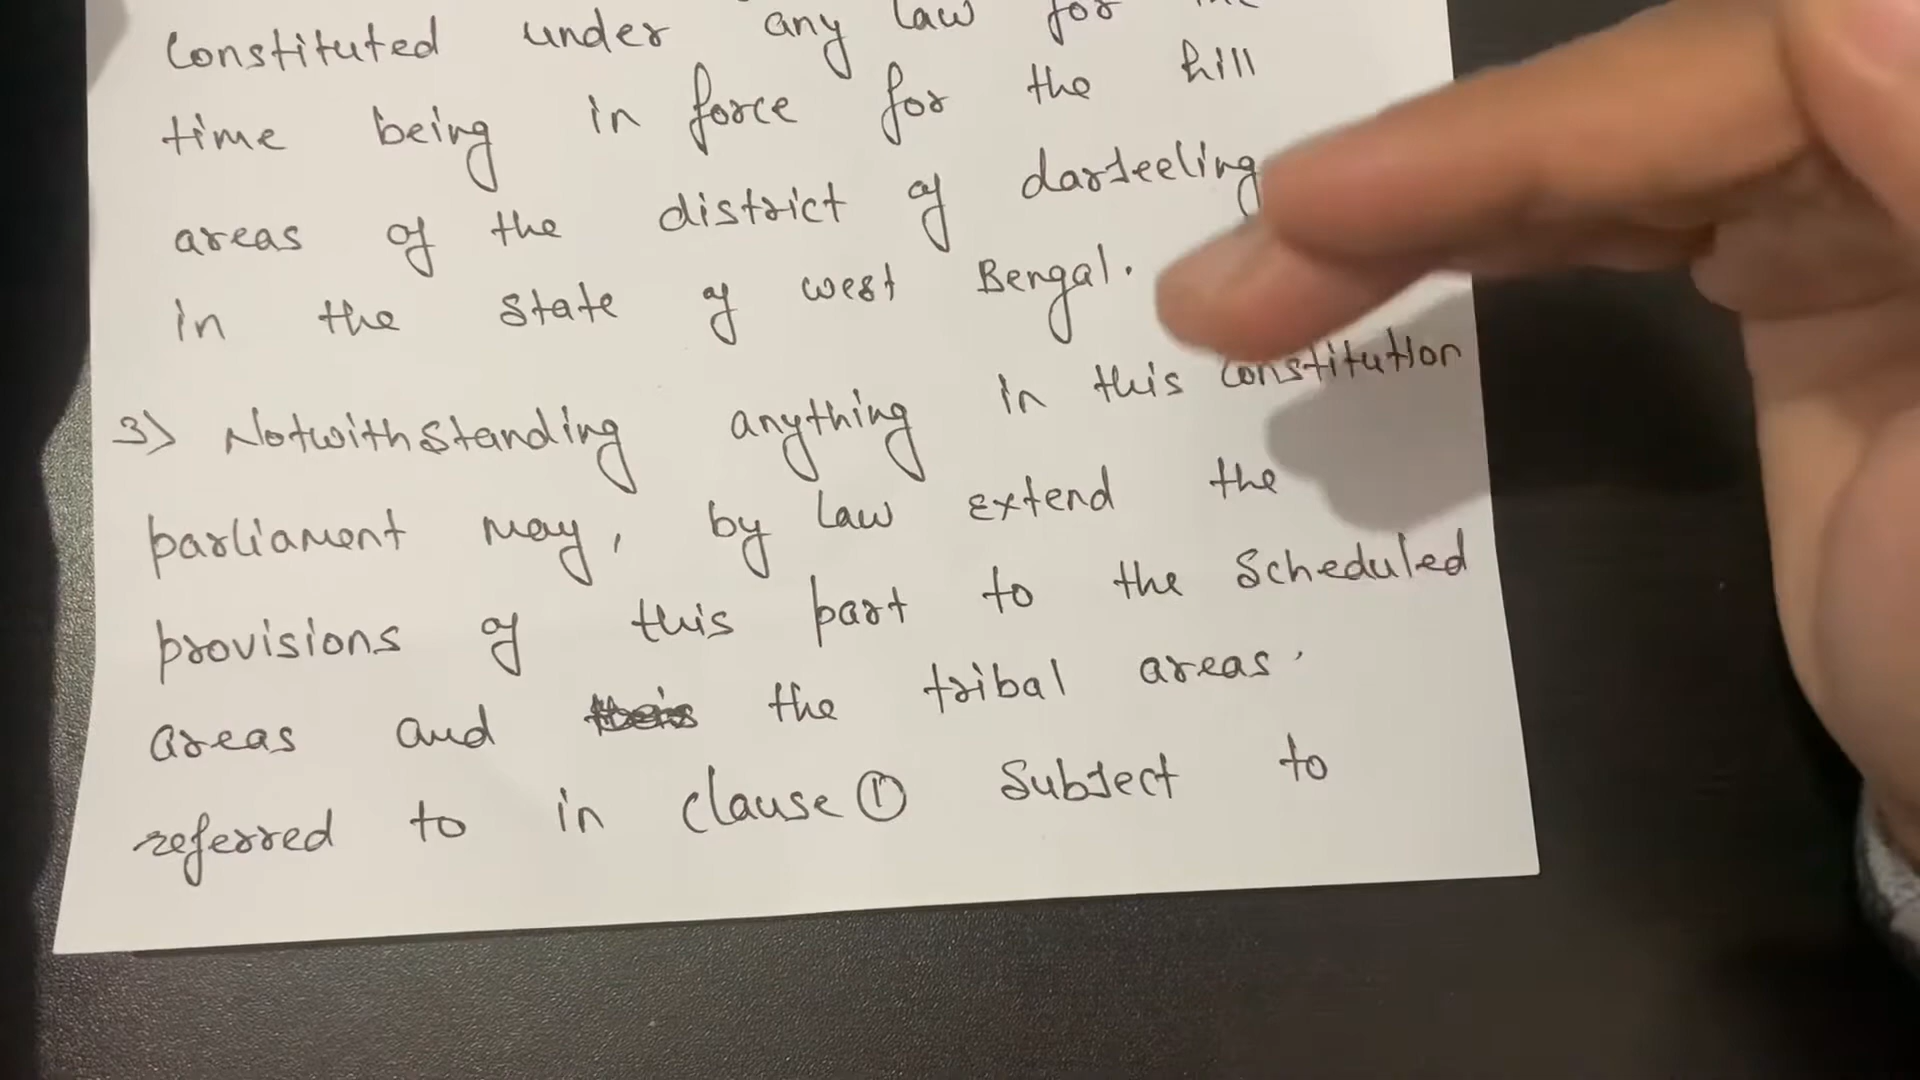 Constituted under any law for the
time being in force for the hill
areas of the district of darjeeling
in the state of west Bengal.
3) Notwithstanding anything in this constitution
parliament may, by law extend the
provisions of this part to the Scheduled
areas and the tribal areas.
referred to in clause ① Subject to